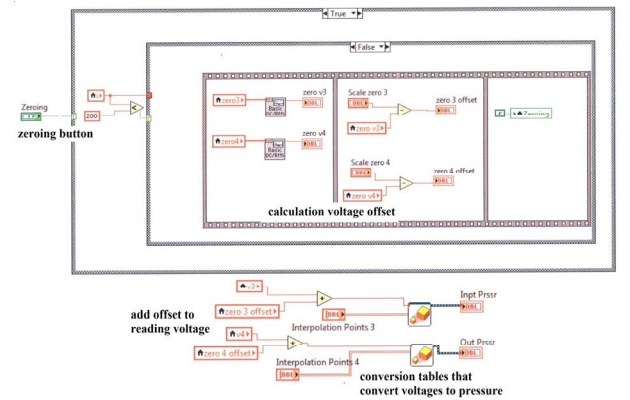 True
False
Zeroing
zeroing button
i
200
<
zero3
Basic DC/RMS
zero v3
DBL
zero4
Basic DC/RMS
zero v4
DBL
Scale zero 3
DBL
zero v3
-
zero 3 offset
DBL
Scale zero 4
DBL
zero v4
-
zero 4 offset
DBL
F
Zeroing
calculation voltage offset
v3
zero 3 offset
+
DBL
Interpolation Points 3
Inpt Prssr
DBL
add offset to
reading voltage
v4
zero 4 offset
+
Interpolation Points 4
DBL
Out Prssr
DBL
conversion tables that
convert voltages to pressure